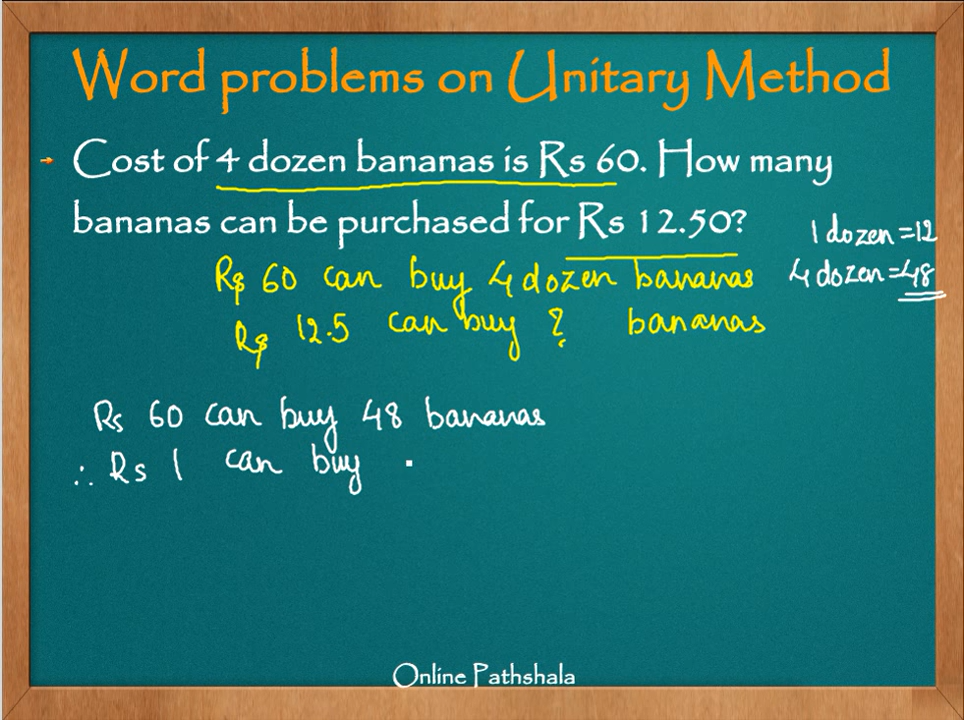 Word problems on Unitary Method
Cost of 4 dozen bananas is Rs 60. How many
bananas can be purchased for Rs 12.50?
1 dozen = 12
4 dozen = 48
Rs 60 can buy 4 dozen bananas
Rs 12.5 can buy ? bananas
Rs 60 can buy 48 bananas
∴ Rs 1 can buy
Online Pathshala